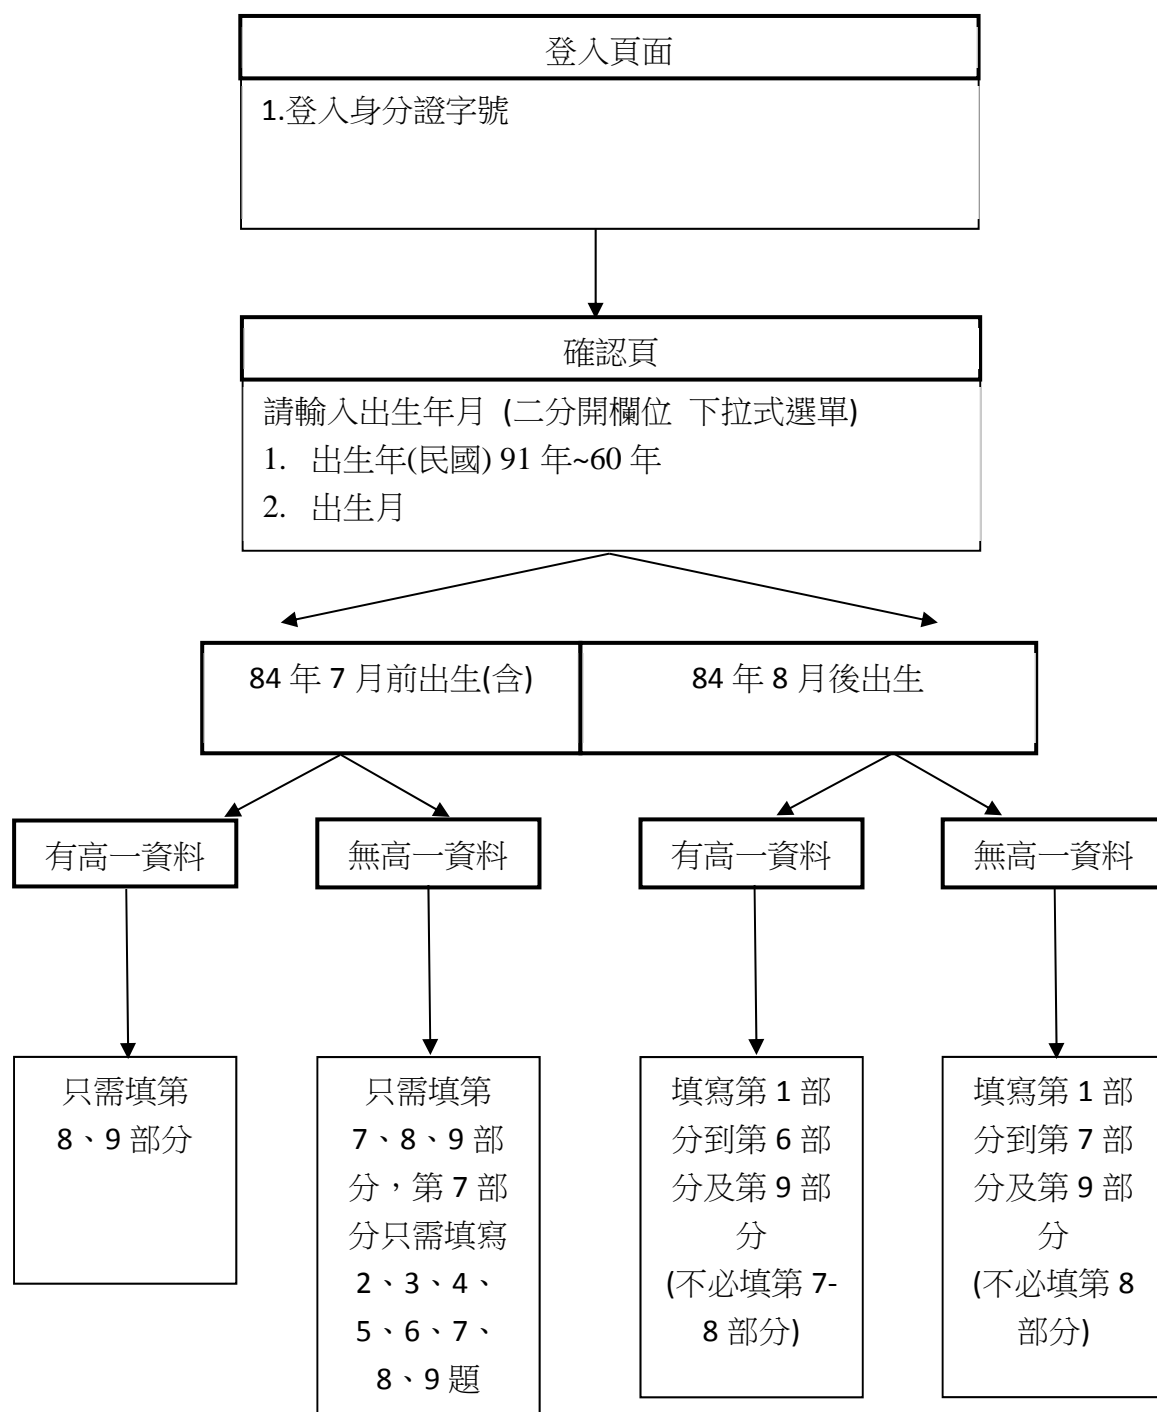 登入頁面
1.登入身分證字號
確認頁
請輸入出生年月 (二分開欄位 下拉式選單)
1. 出生年(民國) 91 年~60 年
2. 出生月
84 年 7 月前出生(含)
84 年 8 月後出生
有高一資料
無高一資料
有高一資料
無高一資料
只需填第
8、9 部分
只需填第
7、8、9 部
分，第 7 部
分只需填寫
2、3、4、
5、6、7、
8、9 題
填寫第 1 部
分到第 6 部
分及第 9 部
分
(不必填第 7-
8 部分)
填寫第 1 部
分到第 7 部
分及第 9 部
分
(不必填第 8
部分)